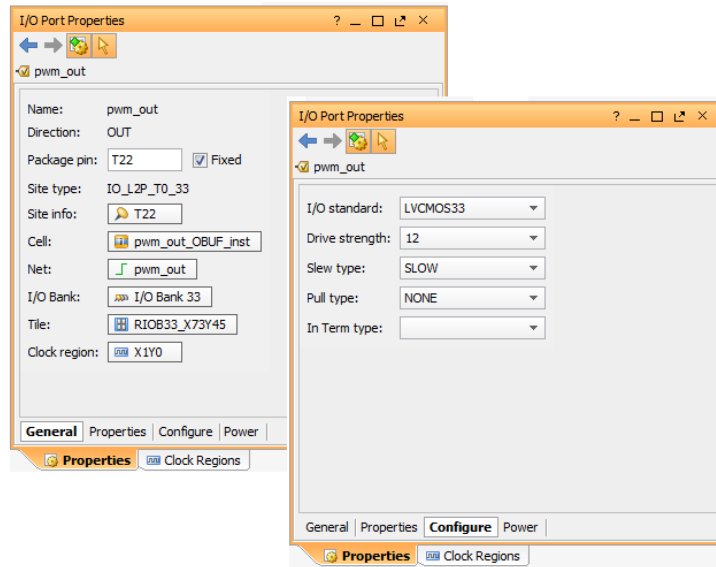 I/O Port Properties
pwm_out
Name: pwm_out
Direction: OUT
Package pin: T22 Fixed
Site type: IO_L2P_T0_33
Site info: T22
Cell: pwm_out_OBUF_inst
Net: pwm_out
I/O Bank: I/O Bank 33
Tile: RIOB33_X73Y45
Clock region: X1Y0
General Properties Configure Power
Properties Clock Regions
I/O Port Properties
pwm_out
I/O standard: LVCMOS33
Drive strength: 12
Slew type: SLOW
Pull type: NONE
In Term type:
General Properties Configure Power
Properties Clock Regions